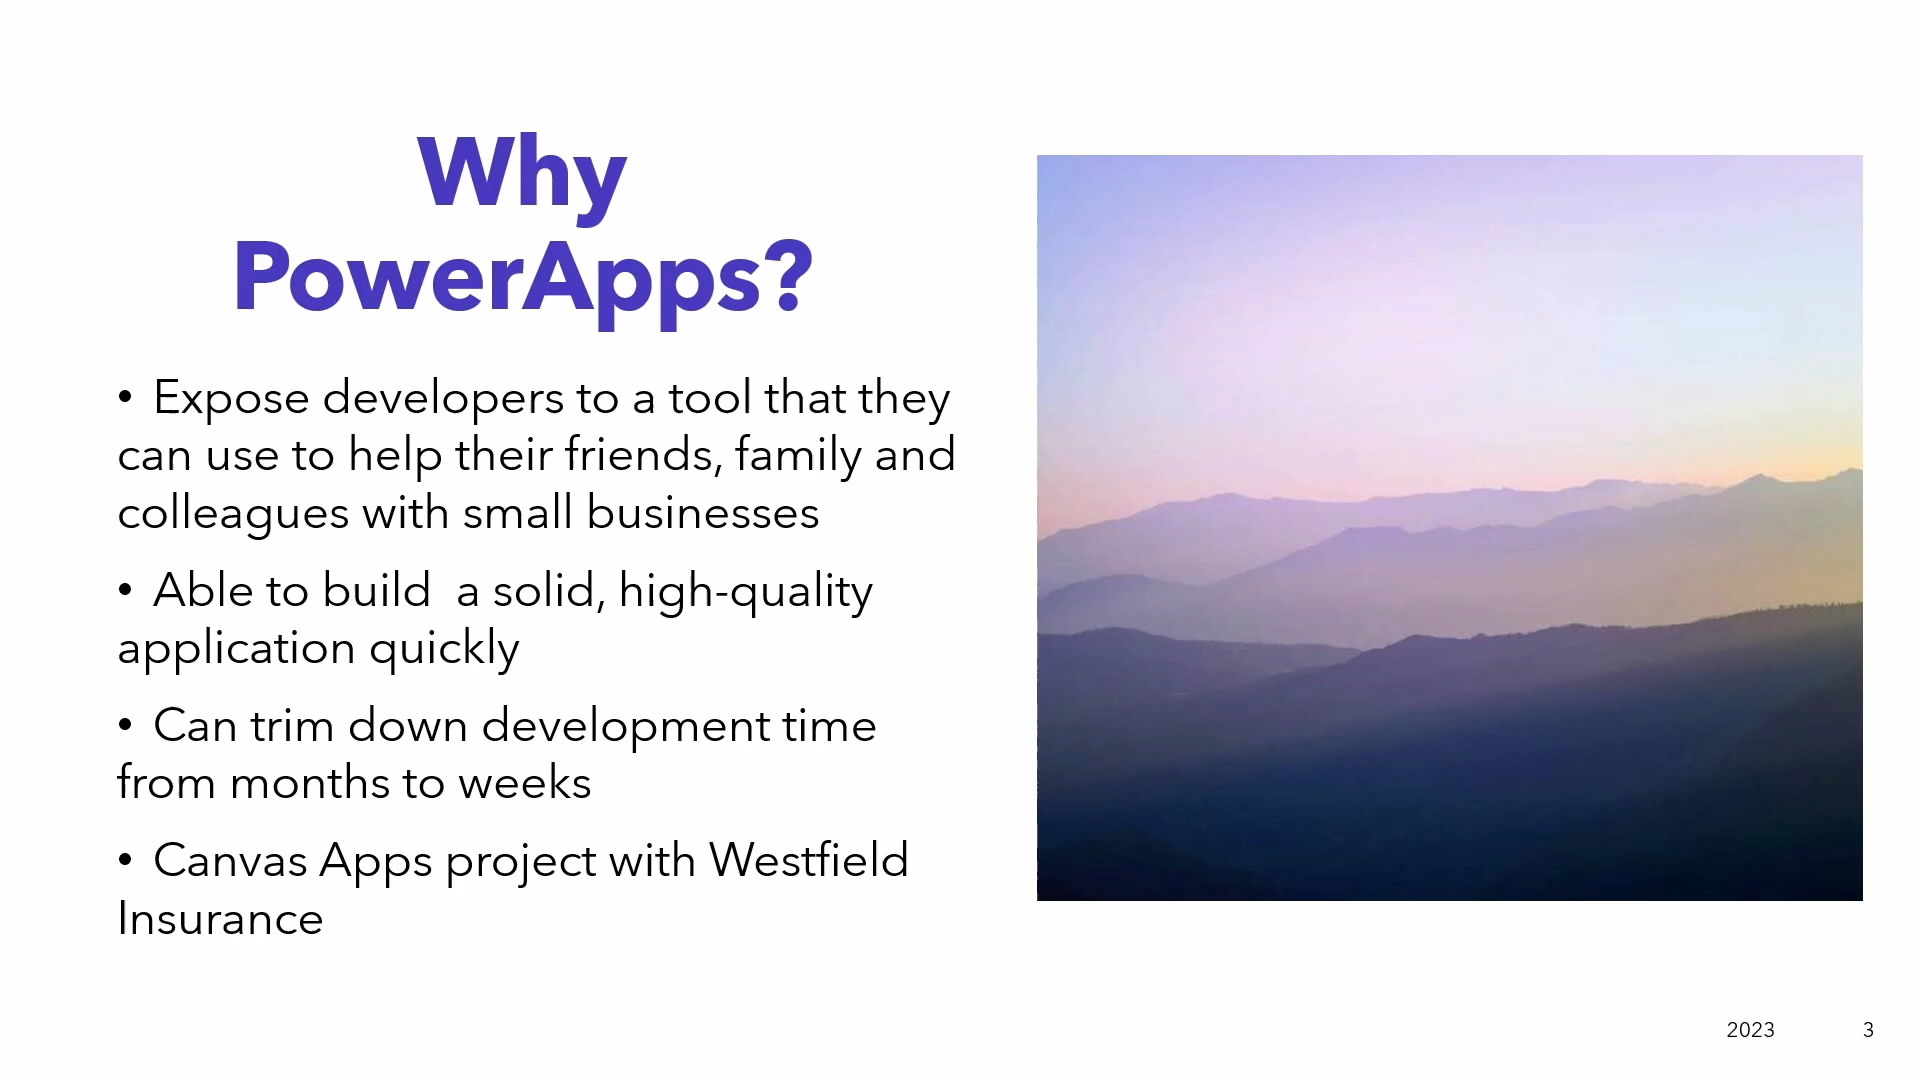 Why
PowerApps?
• Expose developers to a tool that they
can use to help their friends, family and
colleagues with small businesses
• Able to build  a solid, high-quality
application quickly
• Can trim down development time
from months to weeks
• Canvas Apps project with Westfield
Insurance
2023
3